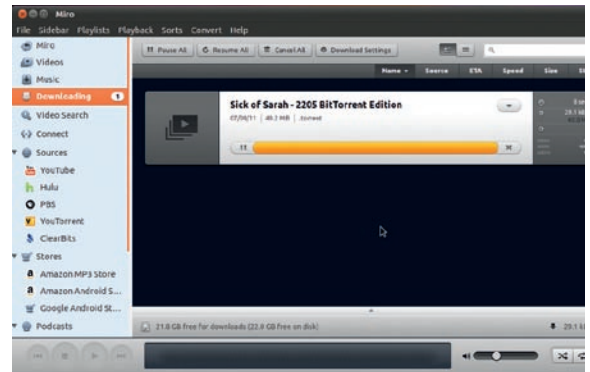 Miro
File Sidebar Playlists Playback Sorts Convert Help
Miro
Videos
Music
Downloading 1
Video Search
Connect
Sources
YouTube
Hulu
PBS
YouTorrent
ClearBits
Stores
Amazon MP3 Store
Amazon Android S...
Google Android St...
Podcasts
Pause All Resume All Cancel All Download Settings
Name Source ETA Speed Size
Sick of Sarah - 2205 BitTorrent Edition
.torrent
21.8 GB free for downloads (22.8 GB free on disk)